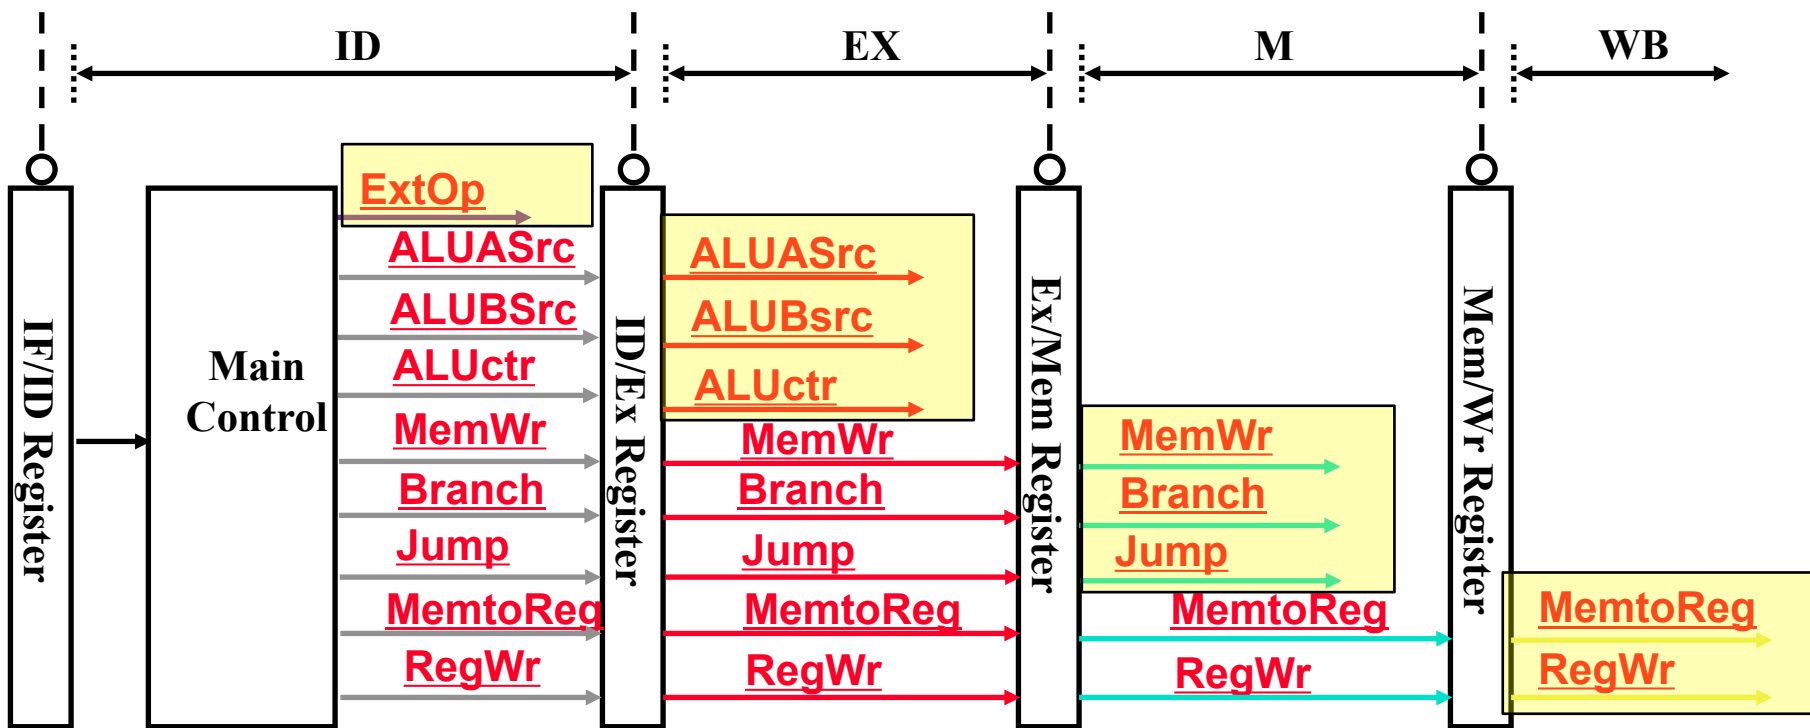 ID
EX
M
WB
IF/ID Register
Main
Control
ExtOp
ALUASrc
ALUBSrc
ALUctr
MemWr
Branch
Jump
MemtoReg
RegWr
ID/Ex Register
ALUASrc
ALUBsrc
ALUctr
MemWr
Branch
Jump
MemtoReg
RegWr
Ex/Mem Register
MemWr
Branch
Jump
MemtoReg
RegWr
Mem/Wr Register
MemtoReg
RegWr